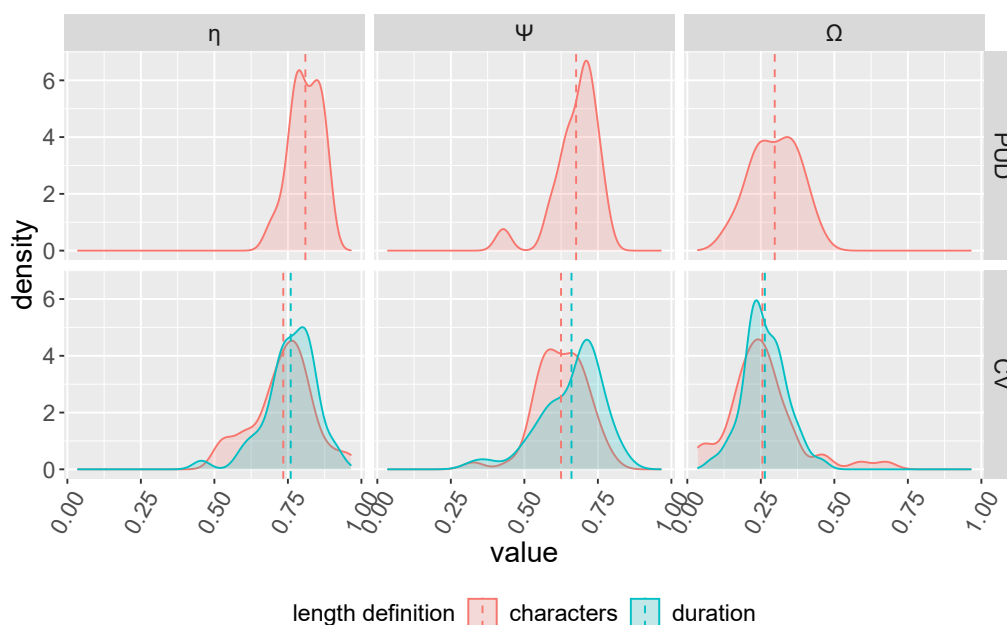 η Ψ Ω
6
4
2
0
PUD
6
4
2
0
CV
density
0.00 0.25 0.50 0.75 1.00 0.00 0.25 0.50 0.75 1.00 0.00 0.25 0.50 0.75 1.00
value
length definition characters duration